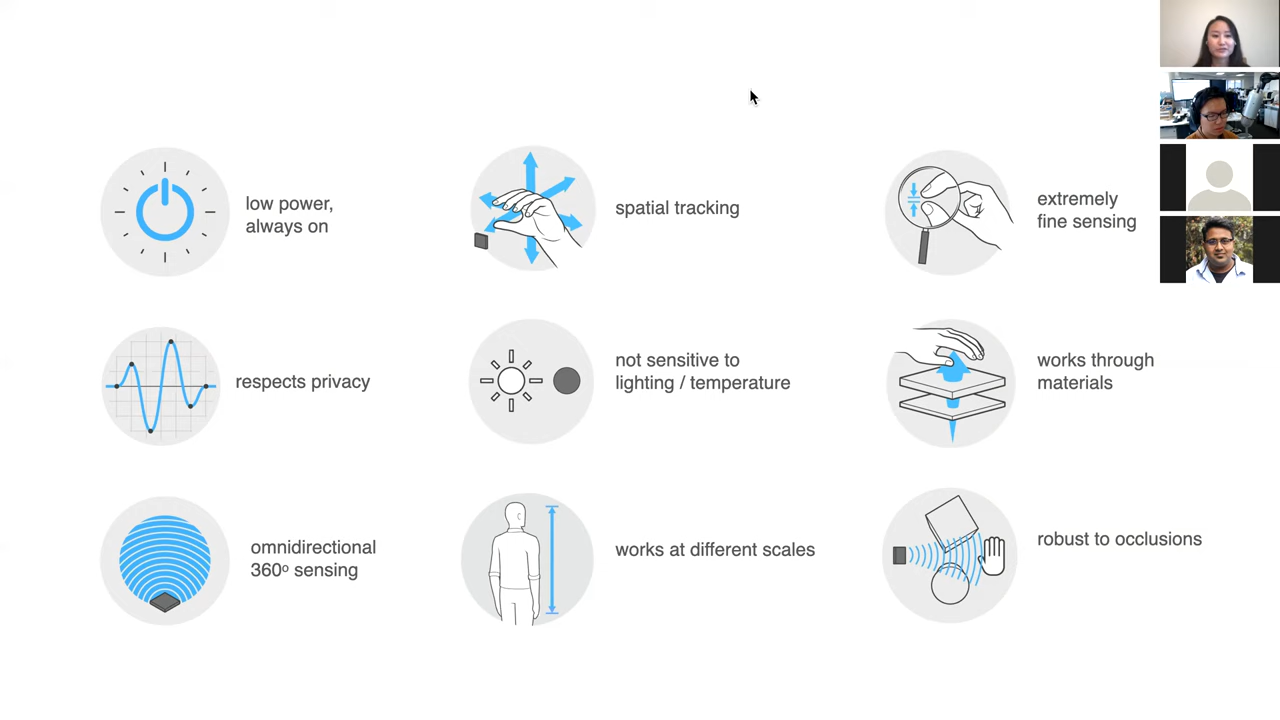 low power,
always on
spatial tracking
extremely
fine sensing
respects privacy
not sensitive to
lighting / temperature
works through
materials
omnidirectional
360º sensing
works at different scales
robust to occlusions